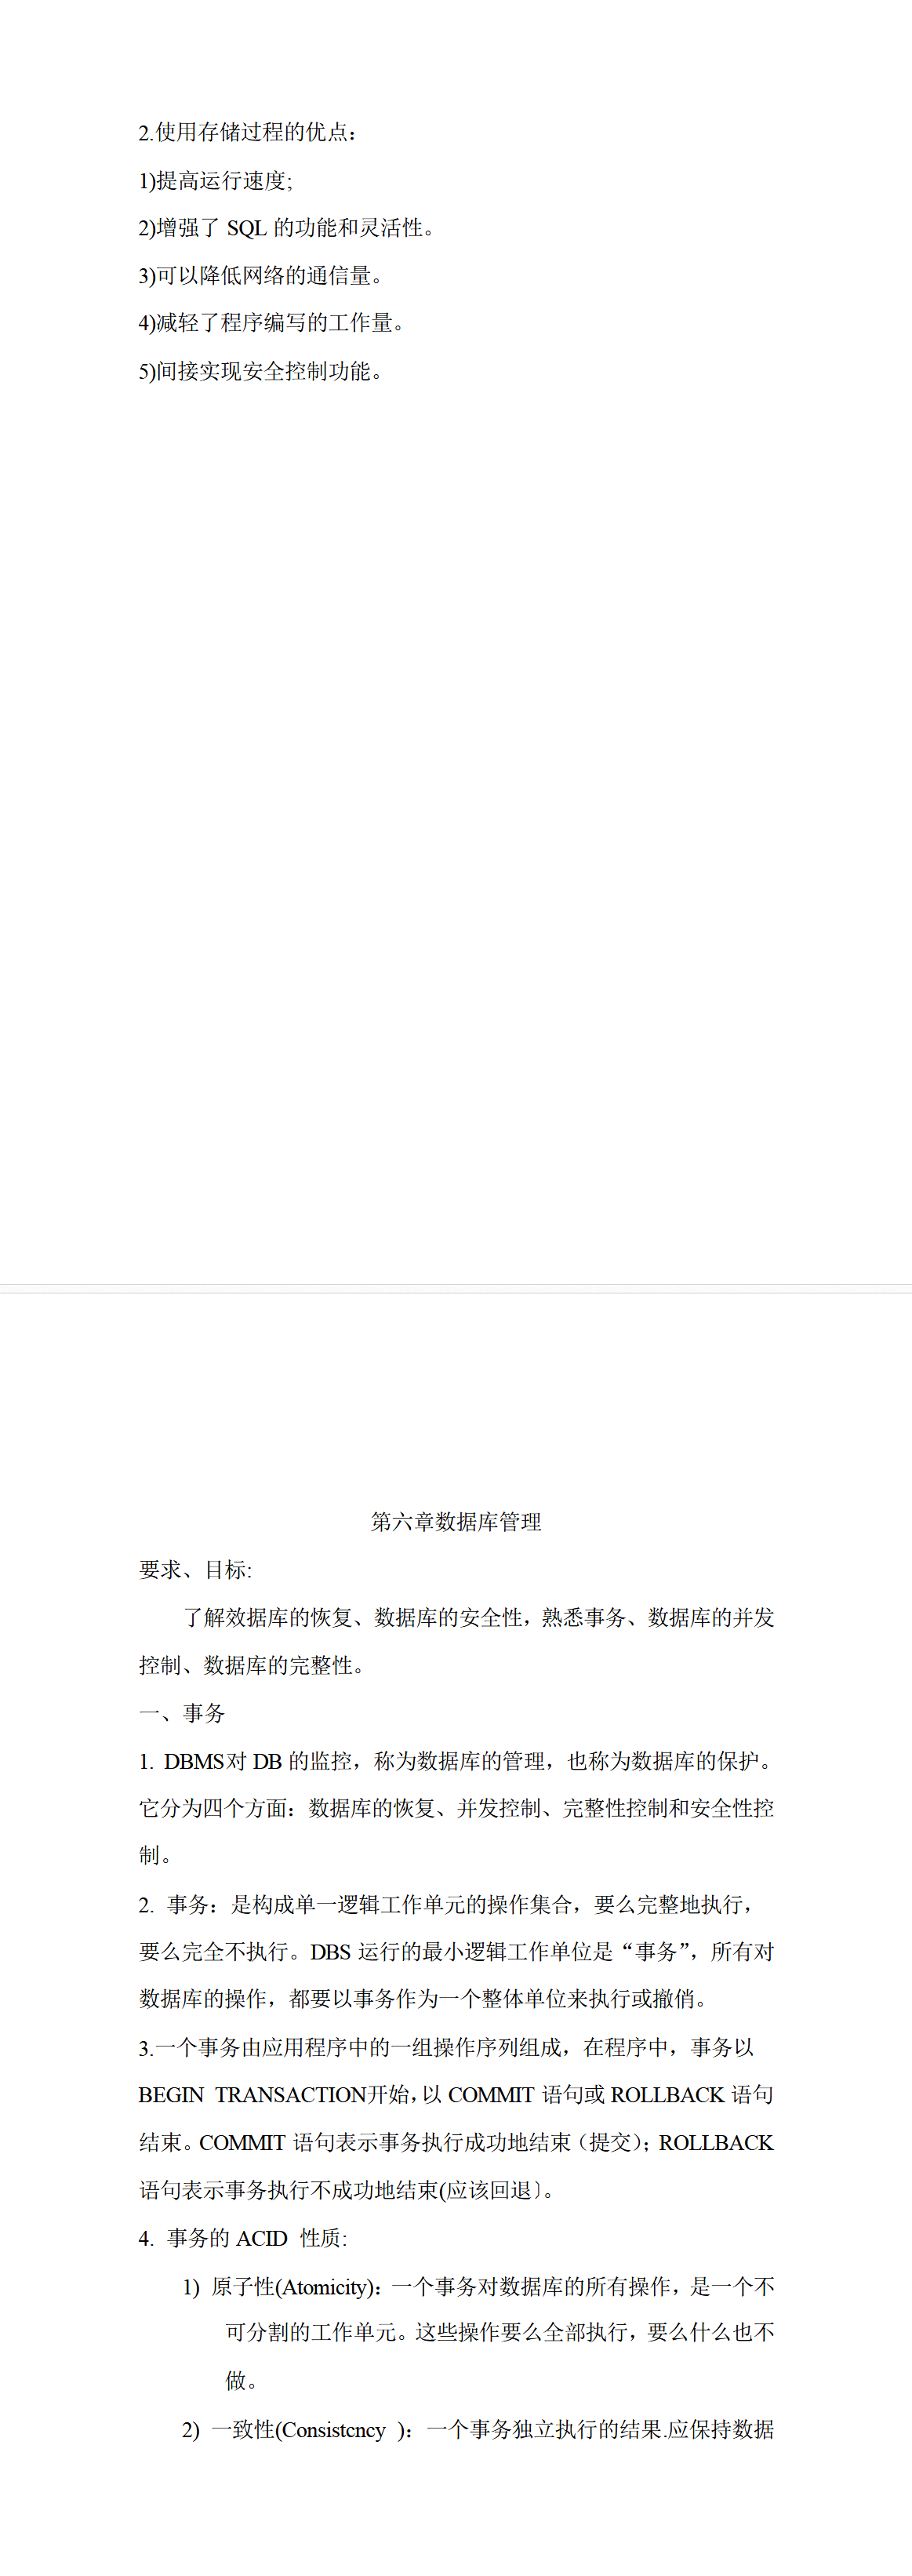 2.使用存储过程的优点：
1)提高运行速度;
2)增强了 SQL 的功能和灵活性。
3)可以降低网络的通信量。
4)减轻了程序编写的工作量。
5)间接实现安全控制功能。
第六章数据库管理
要求、目标:
了解效据库的恢复、数据库的安全性，熟悉事务、数据库的并发
控制、数据库的完整性。
一、事务
1. DBMS对 DB 的监控，称为数据库的管理，也称为数据库的保护。
它分为四个方面：数据库的恢复、并发控制、完整性控制和安全性控
制。
2. 事务：是构成单一逻辑工作单元的操作集合，要么完整地执行，
要么完全不执行。DBS 运行的最小逻辑工作单位是“事务”，所有对
数据库的操作，都要以事务作为一个整体单位来执行或撤俏。
3.一个事务由应用程序中的一组操作序列组成，在程序中，事务以
BEGIN TRANSACTION开始，以 COMMIT 语句或 ROLLBACK 语句
结束。COMMIT 语句表示事务执行成功地结束（提交）；ROLLBACK
语句表示事务执行不成功地结束(应该回退〕。
4. 事务的 ACID 性质:
1) 原子性(Atomicity)：一个事务对数据库的所有操作，是一个不
可分割的工作单元。这些操作要么全部执行，要么什么也不
做。
2) 一致性(Consistcncy )：一个事务独立执行的结果.应保持数据